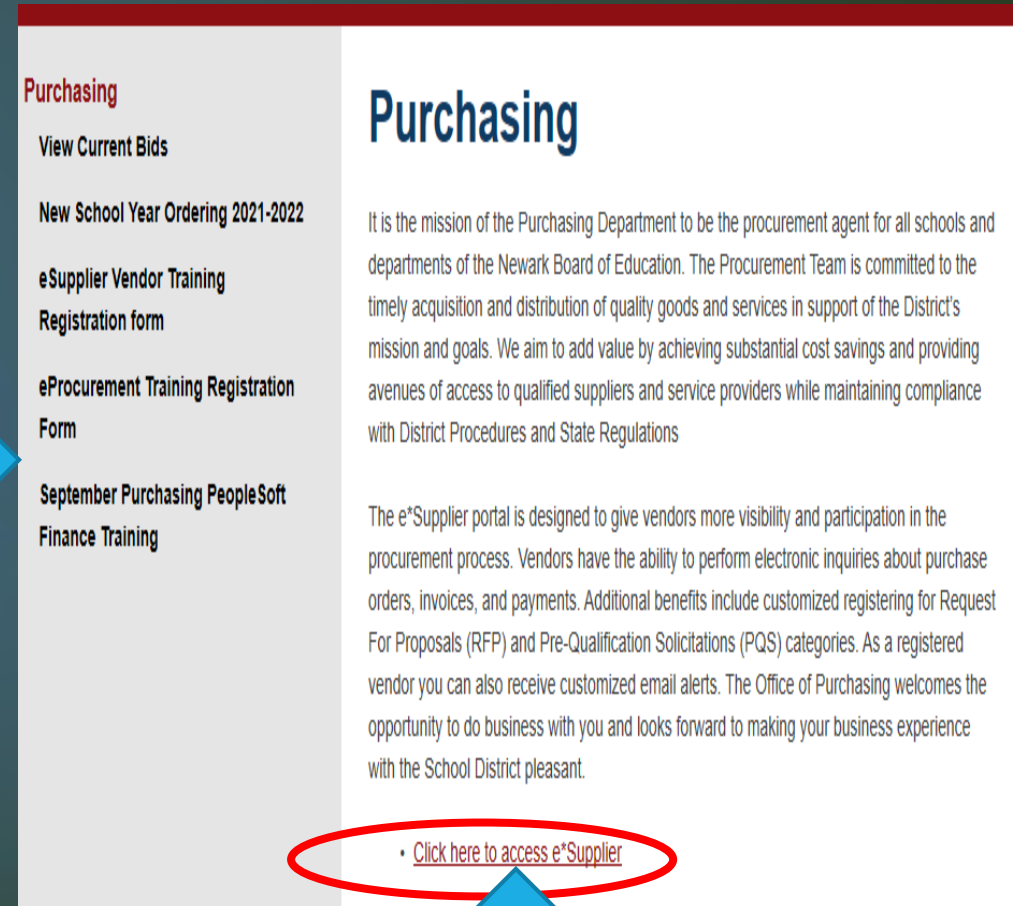 Purchasing
View Current Bids
New School Year Ordering 2021-2022
eSupplier Vendor Training
Registration form
eProcurement Training Registration
Form
September Purchasing PeopleSoft
Finance Training
Purchasing
It is the mission of the Purchasing Department to be the procurement agent for all schools and
departments of the Newark Board of Education. The Procurement Team is committed to the
timely acquisition and distribution of quality goods and services in support of the District's
mission and goals. We aim to add value by achieving substantial cost savings and providing
avenues of access to qualified suppliers and service providers while maintaining compliance
with District Procedures and State Regulations
The e*Supplier portal is designed to give vendors more visibility and participation in the
procurement process. Vendors have the ability to perform electronic inquiries about purchase
orders, invoices, and payments. Additional benefits include customized registering for Request
For Proposals (RFP) and Pre-Qualification Solicitations (PQS) categories. As a registered
vendor you can also receive customized email alerts. The Office of Purchasing welcomes the
opportunity to do business with you and looks forward to making your business experience
with the School District pleasant.
• Click here to access e*Supplier